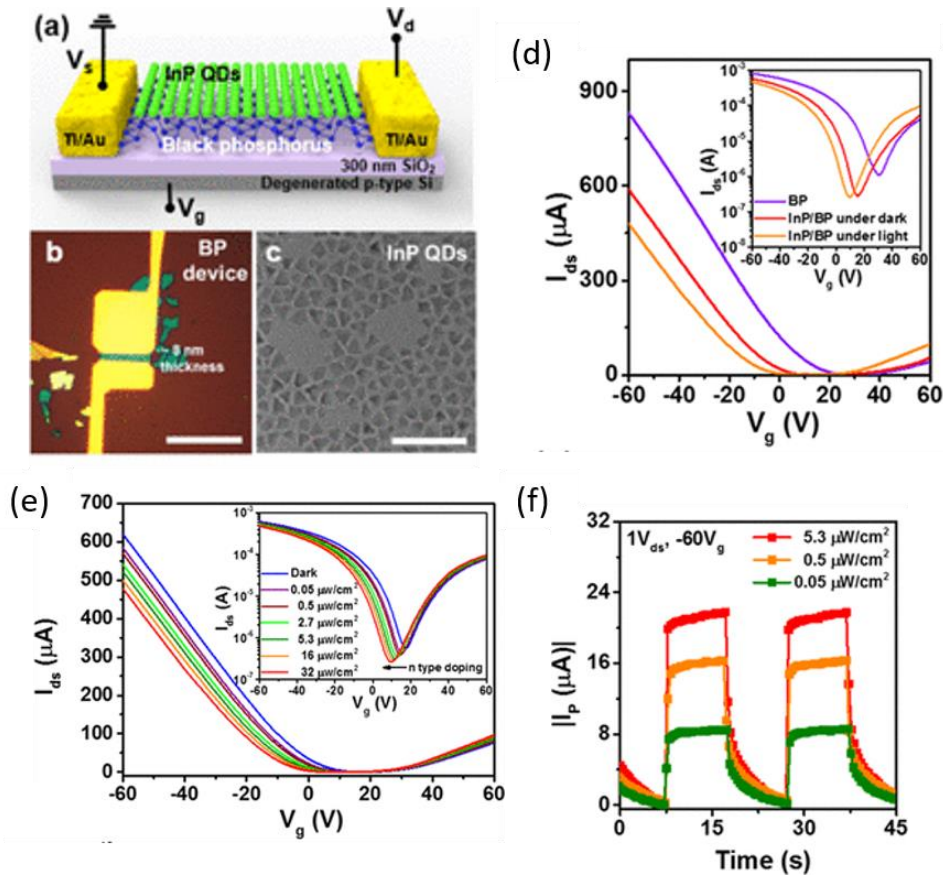 (a)
V_s
V_d
InP QDs
Ti/Au
Ti/Au
Black phosphorus
300 nm SiO₂
Degenerated p-type Si
V_g
b
BP
device
~ 8 nm
thickness
c
InP QDs
(d)
I_ds (μA)
900
600
300
0
-60 -40 -20 0 20 40 60
V_g (V)
I_ds (A)
10⁻³
10⁻⁴
10⁻⁵
10⁻⁶
10⁻⁷
10⁻⁸
BP
InP/BP under dark
InP/BP under light
-60 -40 -20 0 20 40 60
V_g (V)
(e)
I_ds (μA)
700
600
500
400
300
200
100
0
-60 -40 -20 0 20 40 60
V_g (V)
I_ds (A)
10⁻³
10⁻⁴
10⁻⁵
10⁻⁶
10⁻⁷
Dark
0.05 μw/cm²
0.5 μw/cm²
2.7 μw/cm²
5.3 μw/cm²
16 μw/cm²
32 μw/cm²
n type doping
-60 -40 -20 0 20 40 60
V_g (V)
(f)
|I_P (μA)|
32
24
16
8
0
1V_ds, -60V_g
5.3 μW/cm²
0.5 μW/cm²
0.05 μW/cm²
0 15 30 45
Time (s)